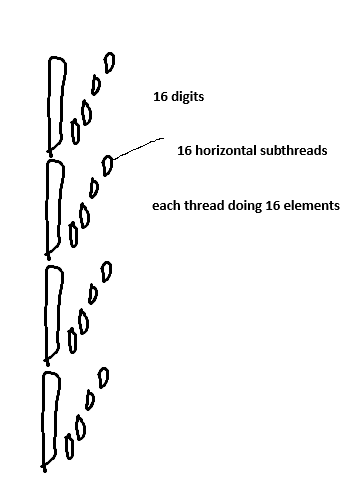 16 digits
16 horizontal subthreads
each thread doing 16 elements